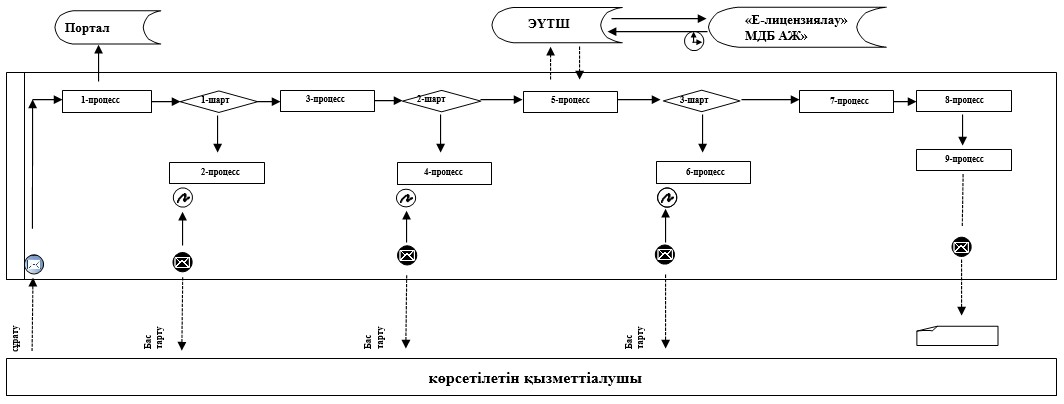 Портал
ЭҮТШ
«Е-лицензиялау»
МДБ АЖ»
1-процесс
1-шарт
3-процесс
2-шарт
5-процесс
3-шарт
7-процесс
8-процесс
2-процесс
4-процесс
6-процесс
9-процесс
сұрату
Бас
тарту
Бас
тарту
Бас
тарту
көрсетілетін қызметтіалушы